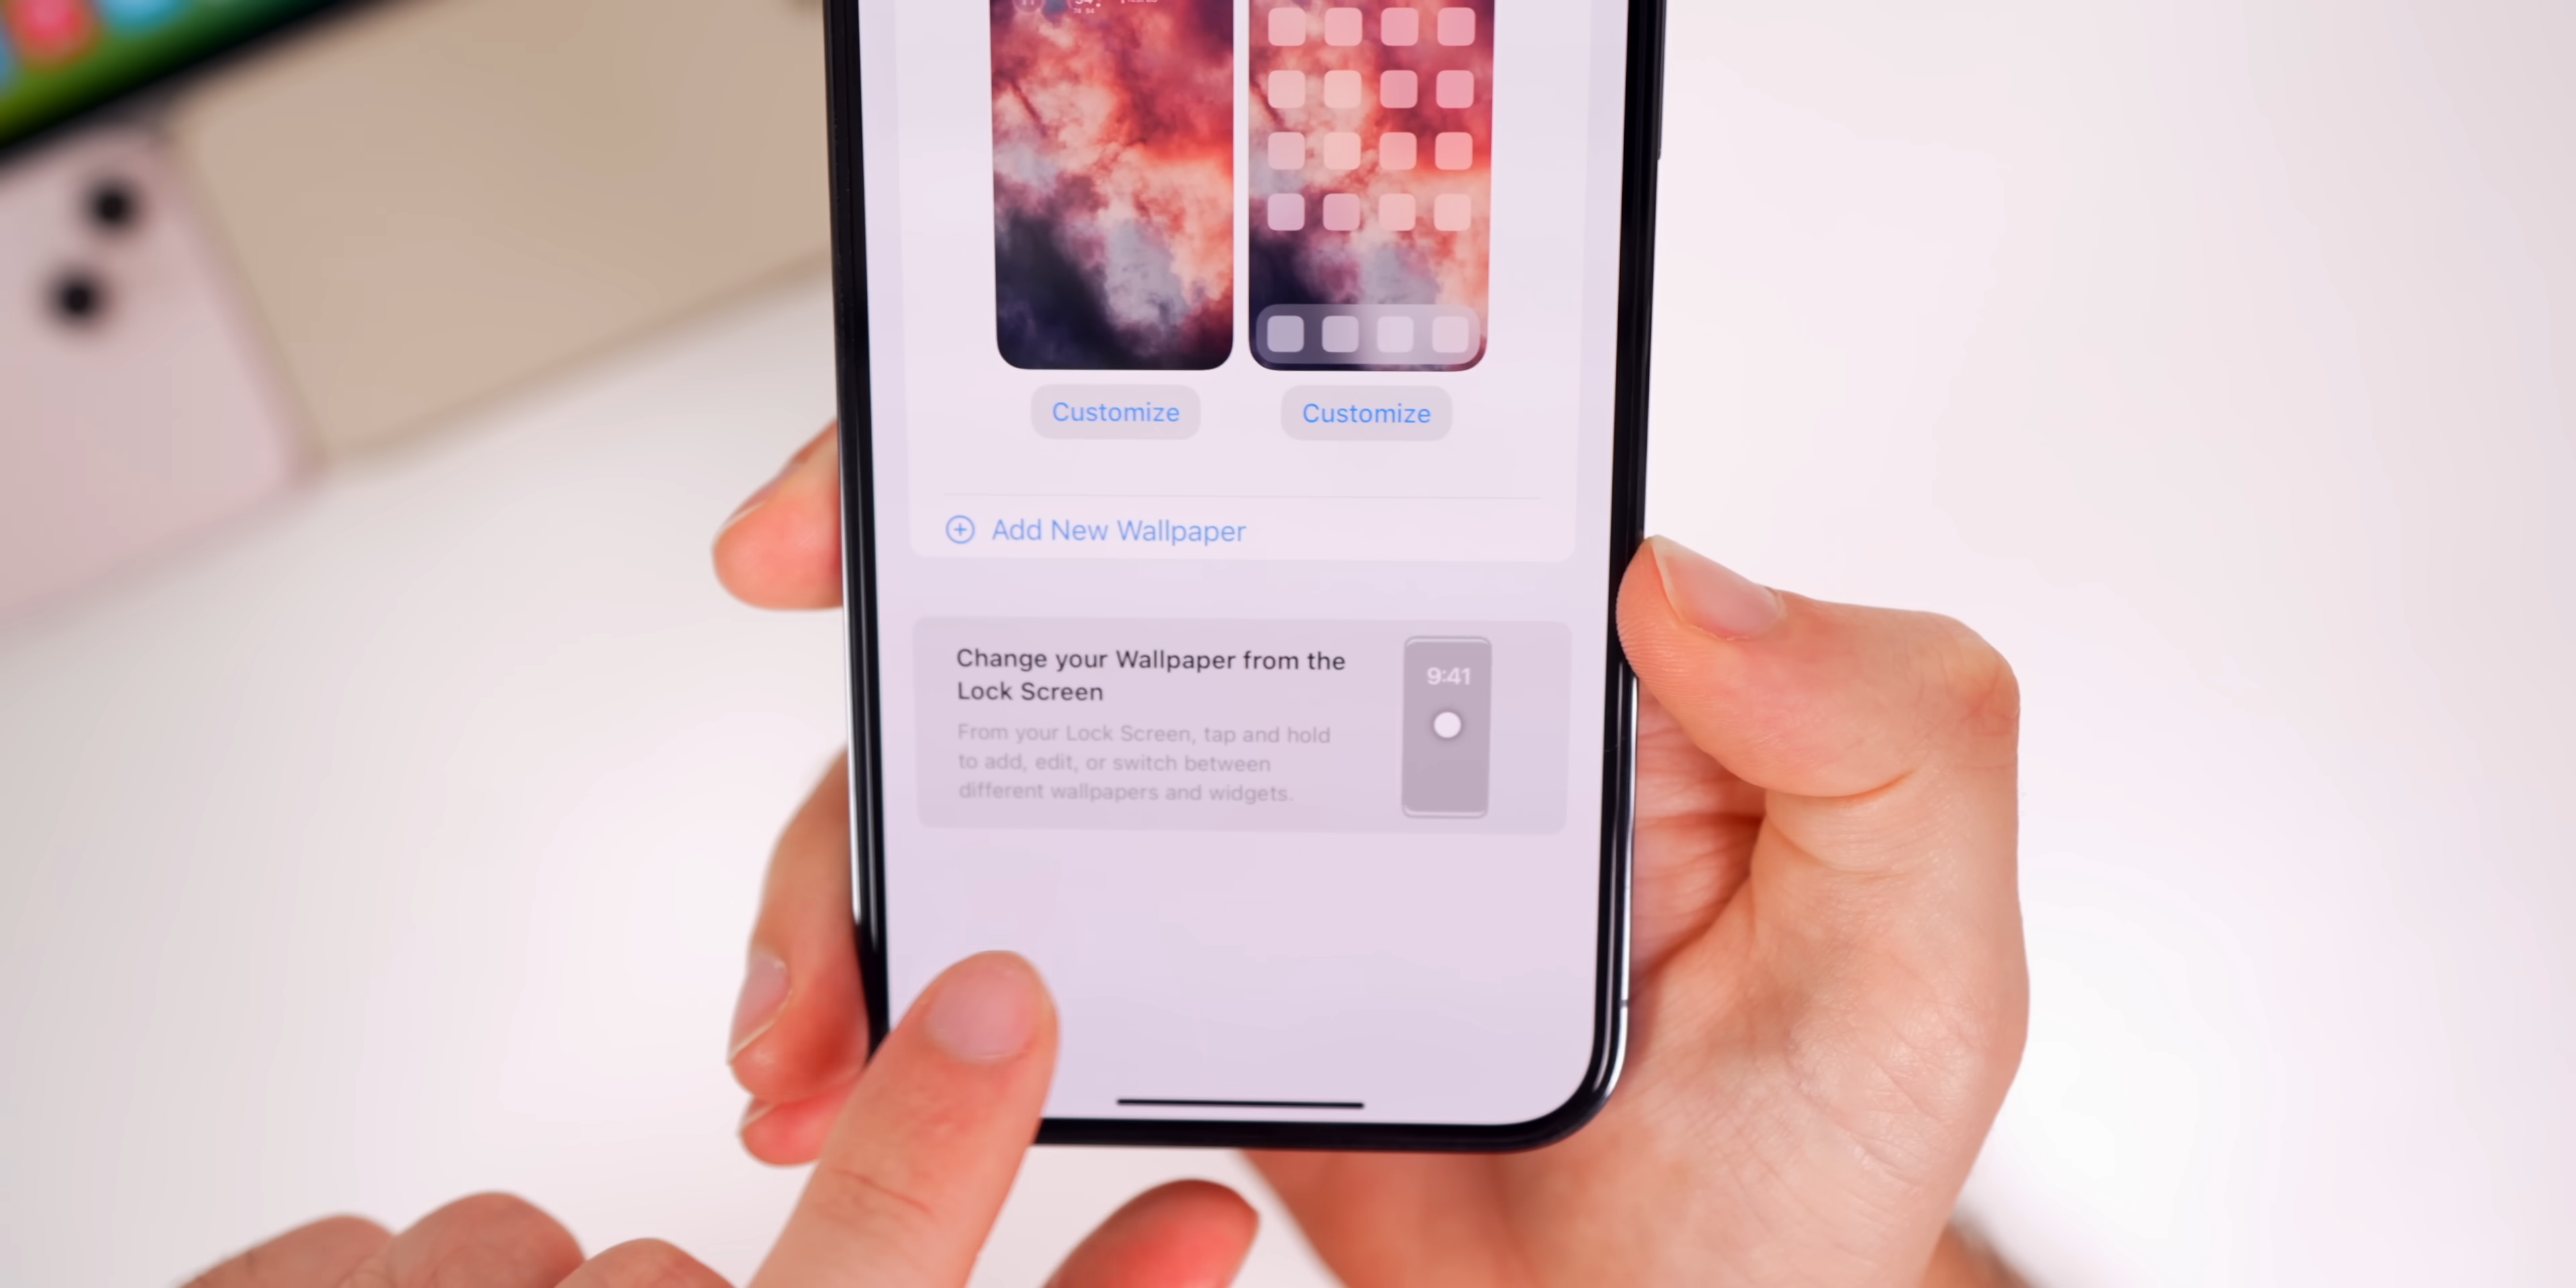 Customize
Customize
Add New Wallpaper
Change your Wallpaper from the
Lock Screen
9:41
From your Lock Screen, tap and hold
to add, edit, or switch between
different wallpapers and widgets.